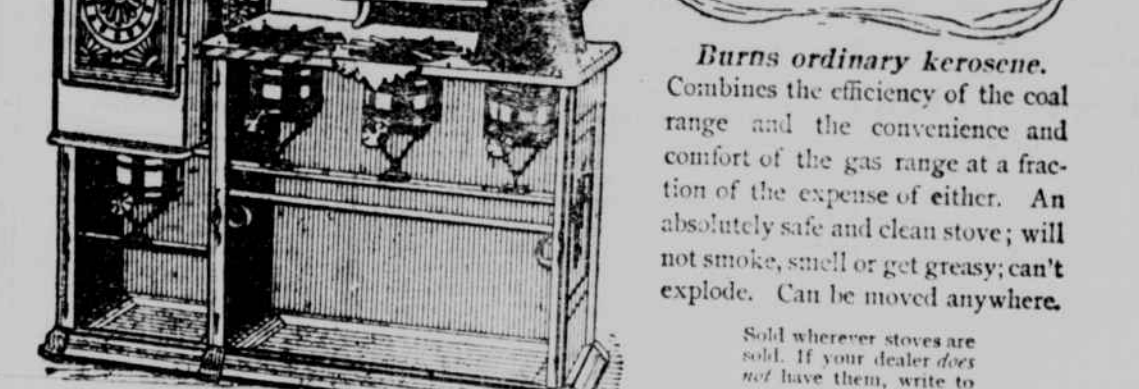 Burns ordinary kerosene.
Combines the efficiency of the coal
range and the convenience and
comfort of the gas range at a frac-
tion of the expense of either. An
absolutely safe and clean stove; will
not smoke, smell or get greasy; can't
explode. Can be moved anywhere.
Sold wherever stoves are
sold. If your dealer does
not have them, write to